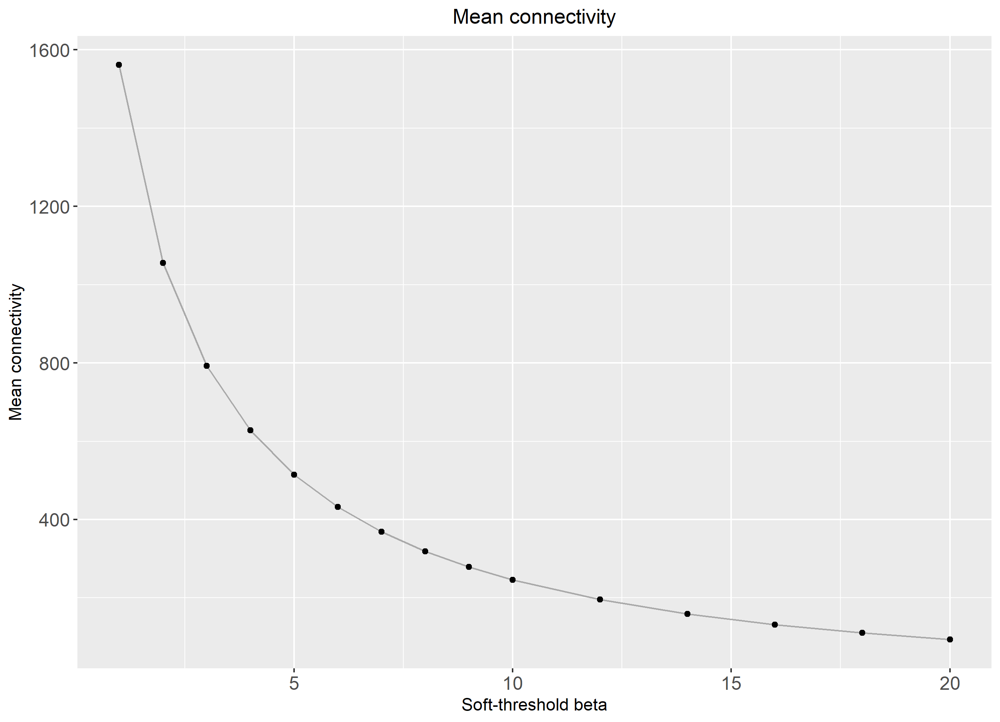 Mean connectivity
1600
1200
800
400
Mean connectivity
5 10 15 20
Soft-threshold beta